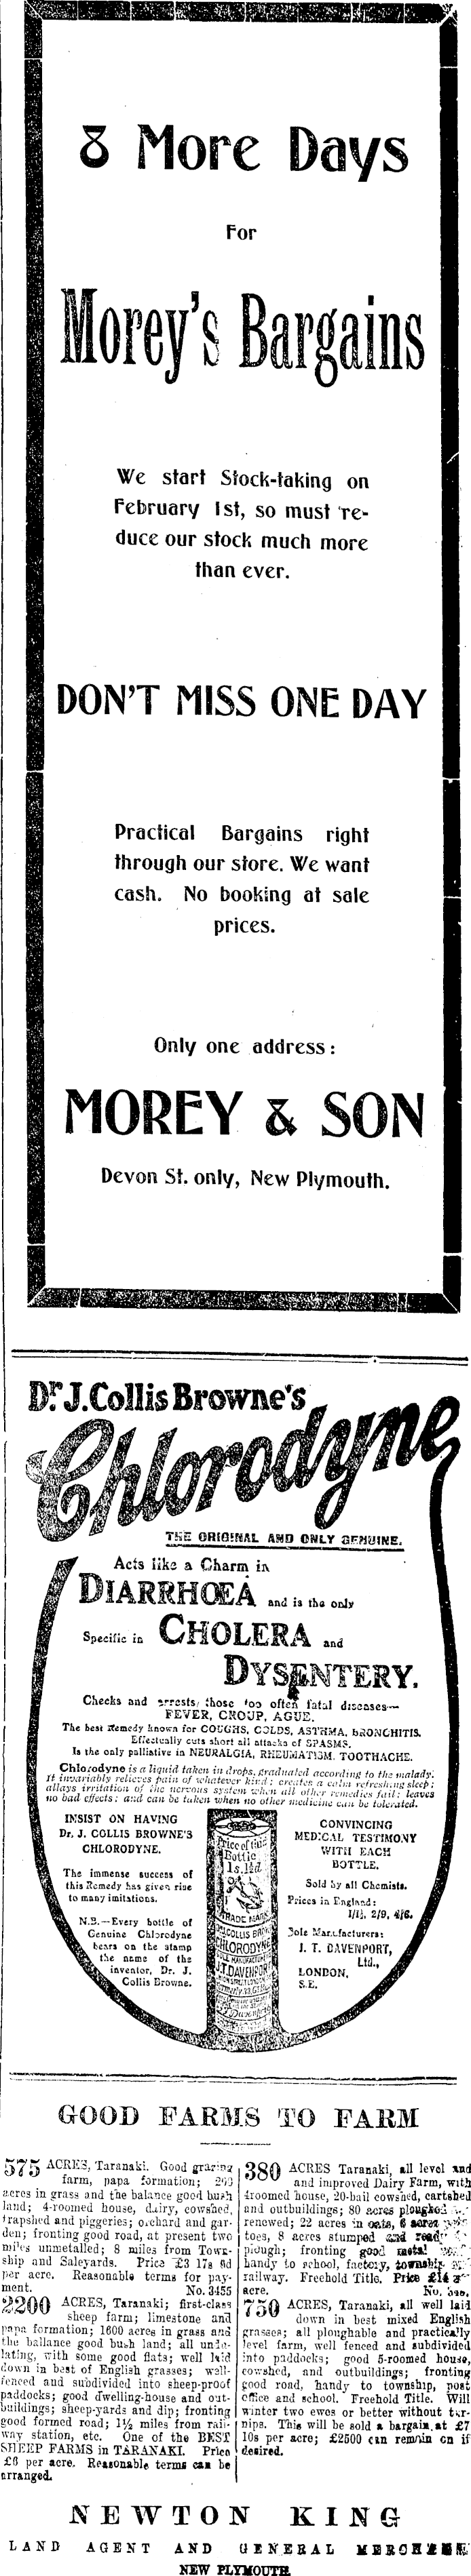 8 More Days
For
Morey's Bargains
We start Stock-taking on
February 1st, so must re-
duce our stock much more
than ever.
DON'T MISS ONE DAY
Practical Bargains right
through our store. We want
cash. No booking at sale
prices.
Only one address:
MOREY & SON
Devon St. only, New Plymouth.
Dr. J. Collis Browne's
Chlorodyne
THE ORIGINAL AND ONLY GENUINE.
Acts like a Charm in
DIARRHŒA and is the only
Specific in CHOLERA and
DYSENTERY.
Checks and arrests those too often fatal diseases—
FEVER, CROUP, AGUE.
The best Remedy known for COUGHS, COLDS, ASTHMA, BRONCHITIS.
Effectually cuts short all attacks of SPASMS.
Is the only palliative in NEURALGIA, RHEUMATISM, TOOTHACHE.
Chlorodyne is a liquid taken in drops, graduated according to the malady.
It invariably relieves pain of whatever kind; creates a calm refreshing sleep;
allays irritation of the nervous system when all other remedies fail; leaves
no bad effects; and can be taken when no other medicine can be tolerated.
INSIST ON HAVING
Dr. J. COLLIS BROWNE'S
CHLORODYNE.
The immense success of
this Remedy has given rise
to many imitations.
N.B.—Every bottle of
Genuine Chlorodyne
bears on the stamp
the name of the
inventor, Dr. J.
Collis Browne.
Price of this
Bottle
1s. 1½d
TRADE MARK
J. COLLIS BROWNE
CHLORODYNE
J.T. DAVENPORT
CONVINCING
MEDICAL TESTIMONY
WITH EACH
BOTTLE.
Sold by all Chemists.
Prices in England:
1/1½, 2/9, 4/6.
Sole Manufacturers:
J. T. DAVENPORT,
Ltd.,
LONDON,
S.E.
GOOD FARMS TO FARM
575 ACRES, Taranaki. Good grazing
farm, papa formation; 200
acres in grass and the balance good bush
land; 4-roomed house, dairy, cowshed,
trapshed and piggeries; orchard and gar-
den; fronting good road, at present two
miles unmetalled; 8 miles from Town-
ship and Saleyards. Price £3 17s 6d
per acre. Reasonable terms for pay-
ment. No. 3455
2200 ACRES, Taranaki; first-class
sheep farm; limestone and
papa formation; 1600 acres in grass and
the ballance good bush land; all undu-
lating, with some good flats; well laid
down in best of English grasses; well-
fenced and subdivided into sheep-proof
paddocks; good dwelling-house and out-
buildings; sheep-yards and dip; fronting
good formed road; 1½ miles from rail-
way station, etc. One of the BEST
SHEEP FARMS in TARANAKI. Price
£6 per acre. Reasonable terms can be
arranged.
380 ACRES Taranaki, all level and
and improved Dairy Farm, with
4roomed house, 20-bail cowshed, cartshed
and outbuildings; 80 acres ploughed
renewed; 22 acres in oats, 6 acres
toes, 8 acres stumped and ready
plough; fronting good metal
handy to school, factory, township
railway. Freehold Title. Price £14
acre. No.
750 ACRES, Taranaki, all well laid
down in best mixed English
grasses; all ploughable and practically
level farm, well fenced and subdivided
into paddocks; good 5-roomed house,
cowshed, and outbuildings; fronting
good road, handy to township, post
office and school. Freehold Title. Will
winter two ewes or better without tur-
nips. This will be sold a bargain at £7
10s per acre; £2500 can remain on if
desired.
NEWTON KING
LAND AGENT AND GENERAL MERCHANT
NEW PLYMOUTH